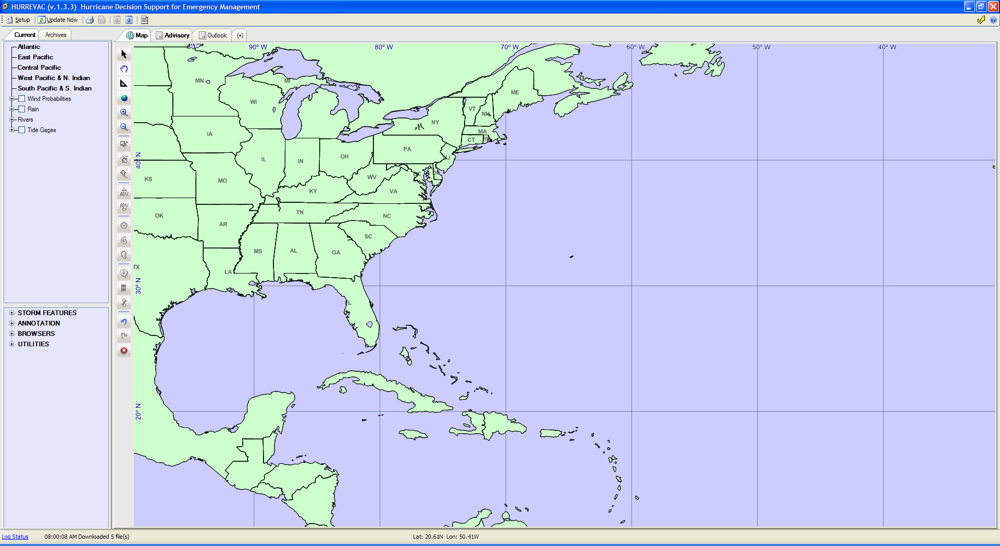 HURREVAC (v.1.3.3)  Hurricane Decision Support for Emergency Management
Setup Update Now
Current Archives
Map Advisory Outlook (+)
Atlantic
East Pacific
Central Pacific
West Pacific & N. Indian
South Pacific & S. Indian
Wind Probabilities
Rain
Rivers
Tide Gages
STORM FEATURES
ANNOTATION
BROWSERS
UTILITIES
ADV
ADV
R
90° W 80° W 70° W 60° W 50° W 40° W
40° N
30° N
20° N
MN MI ME
WI VT NH
NY
IA MA
CT RI
PA
IL IN OH NJ
KS MO WV DC DE
KY VA
OK TN NC
AR
SC
MS AL GA
TX LA
FL
Log Status 08:00:08 AM Downloaded 5 file(s) Lat: 20.61N  Lon: 50.41W